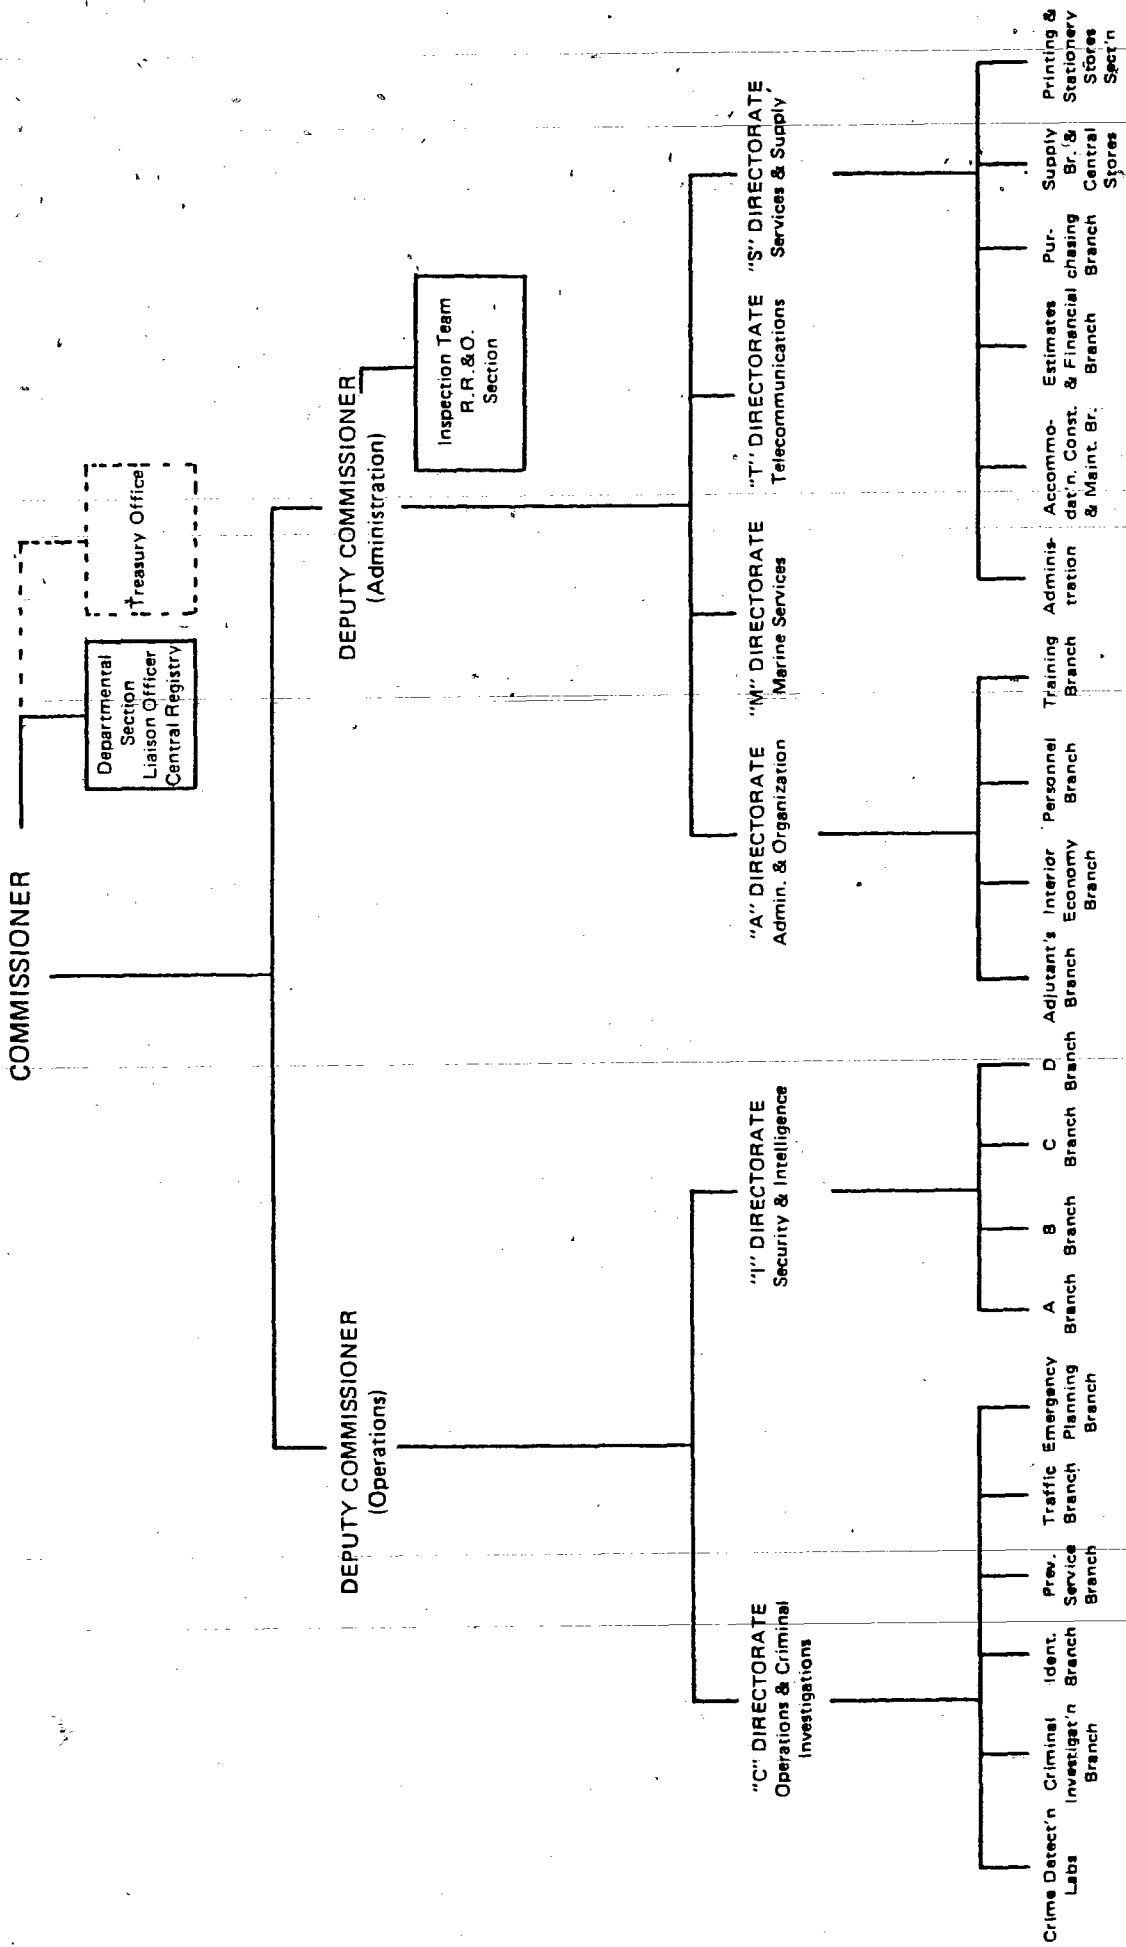 COMMISSIONER
Departmental
Section
Liaison Officer
Central Registry
Treasury Office
DEPUTY COMMISSIONER
(Operations)
DEPUTY COMMISSIONER
(Administration)
Inspection Team
R.R.&O.
Section
"C" DIRECTORATE
Operations & Criminal
Investigations
"I" DIRECTORATE
Security & Intelligence
"A" DIRECTORATE
Admin. & Organization
"M" DIRECTORATE
Marine Services
"T" DIRECTORATE
Telecommunications
"S" DIRECTORATE
Services & Supply
Crime Detect'n
Labs
Criminal
Investigat'n
Branch
Ident.
Branch
Prev.
Service
Branch
Traffic
Branch
Emergency
Planning
Branch
A
Branch
B
Branch
C
Branch
D
Branch
Adjutant's
Branch
Interior
Economy
Branch
Personnel
Branch
Training
Branch
Adminis-
tration
Accommo-
dat'n. Const.
& Maint. Br.
Estimates
& Financial
Branch
Pur-
chasing
Branch
Supply
Br. &
Central
Stores
Printing &
Stationery
Stores
Sect'n